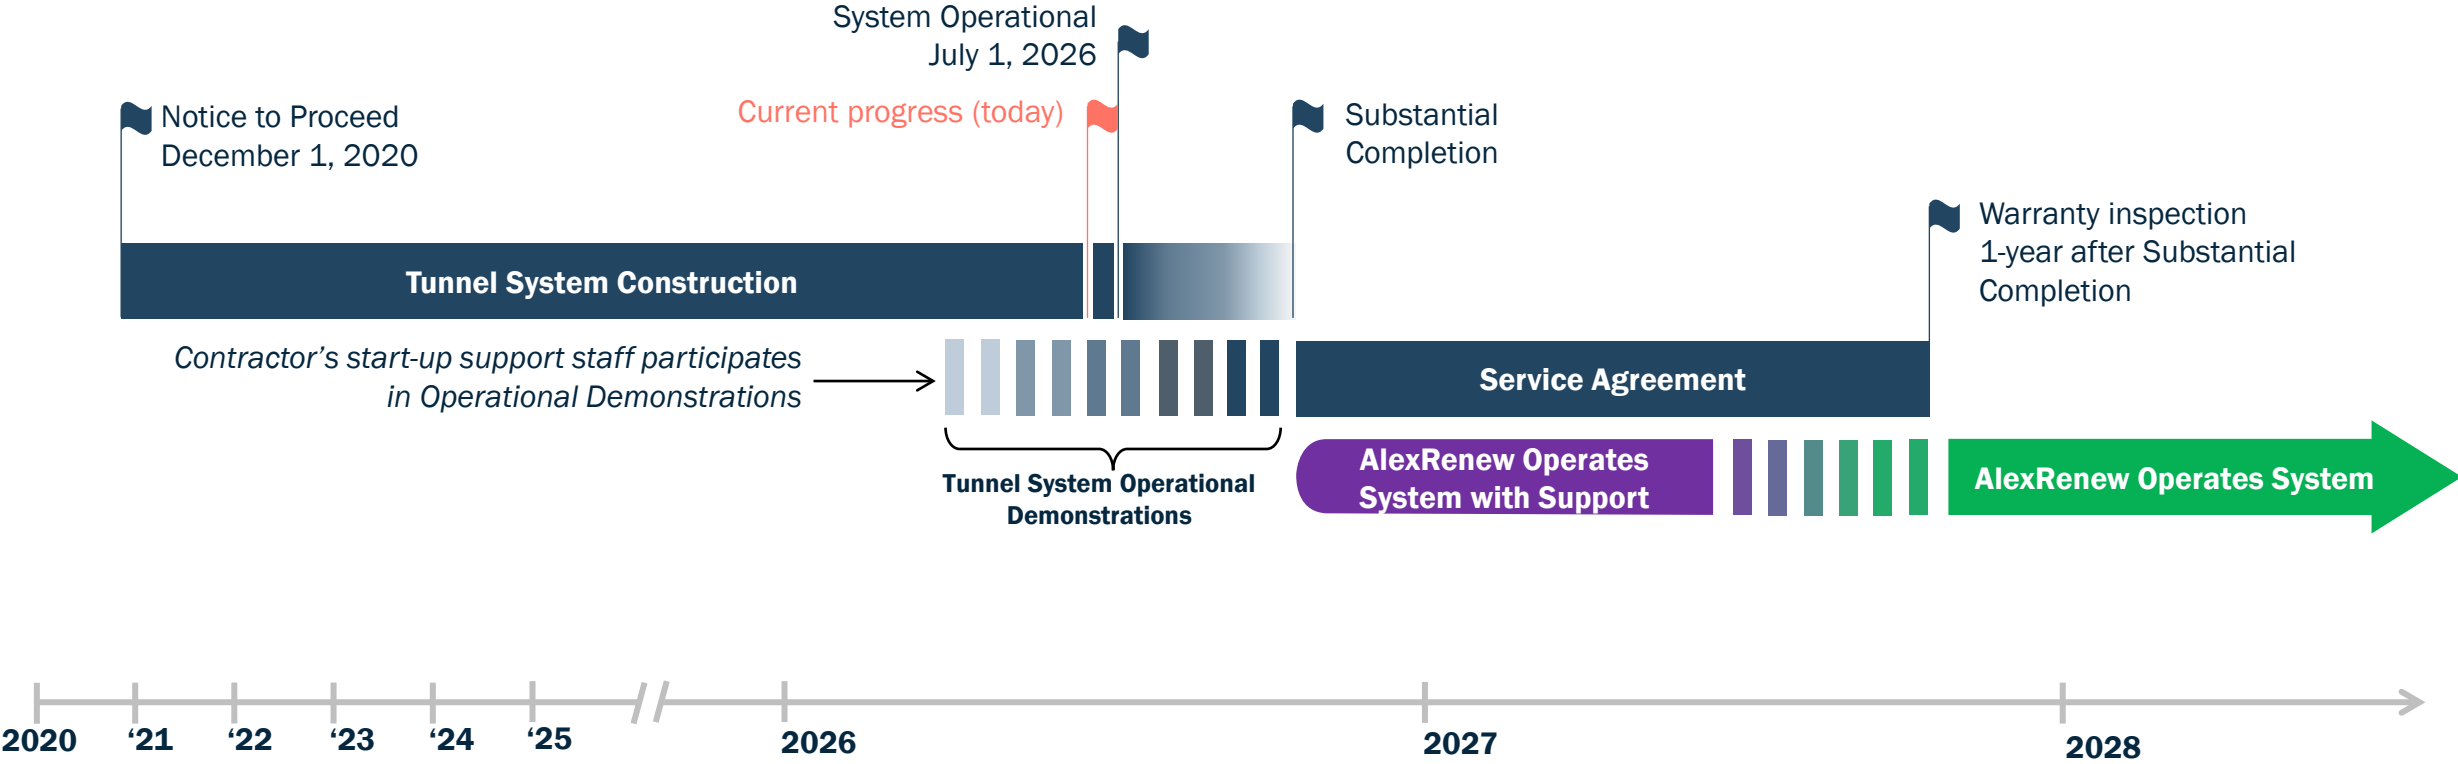 System Operational
July 1, 2026
Current progress (today)
Notice to Proceed
December 1, 2020
Substantial
Completion
Warranty inspection
1-year after Substantial
Completion
Tunnel System Construction
Contractor’s start-up support staff participates
in Operational Demonstrations
Service Agreement
Tunnel System Operational
Demonstrations
AlexRenew Operates
System with Support
AlexRenew Operates System
2020
‘21
‘22
‘23
‘24
‘25
2026
2027
2028